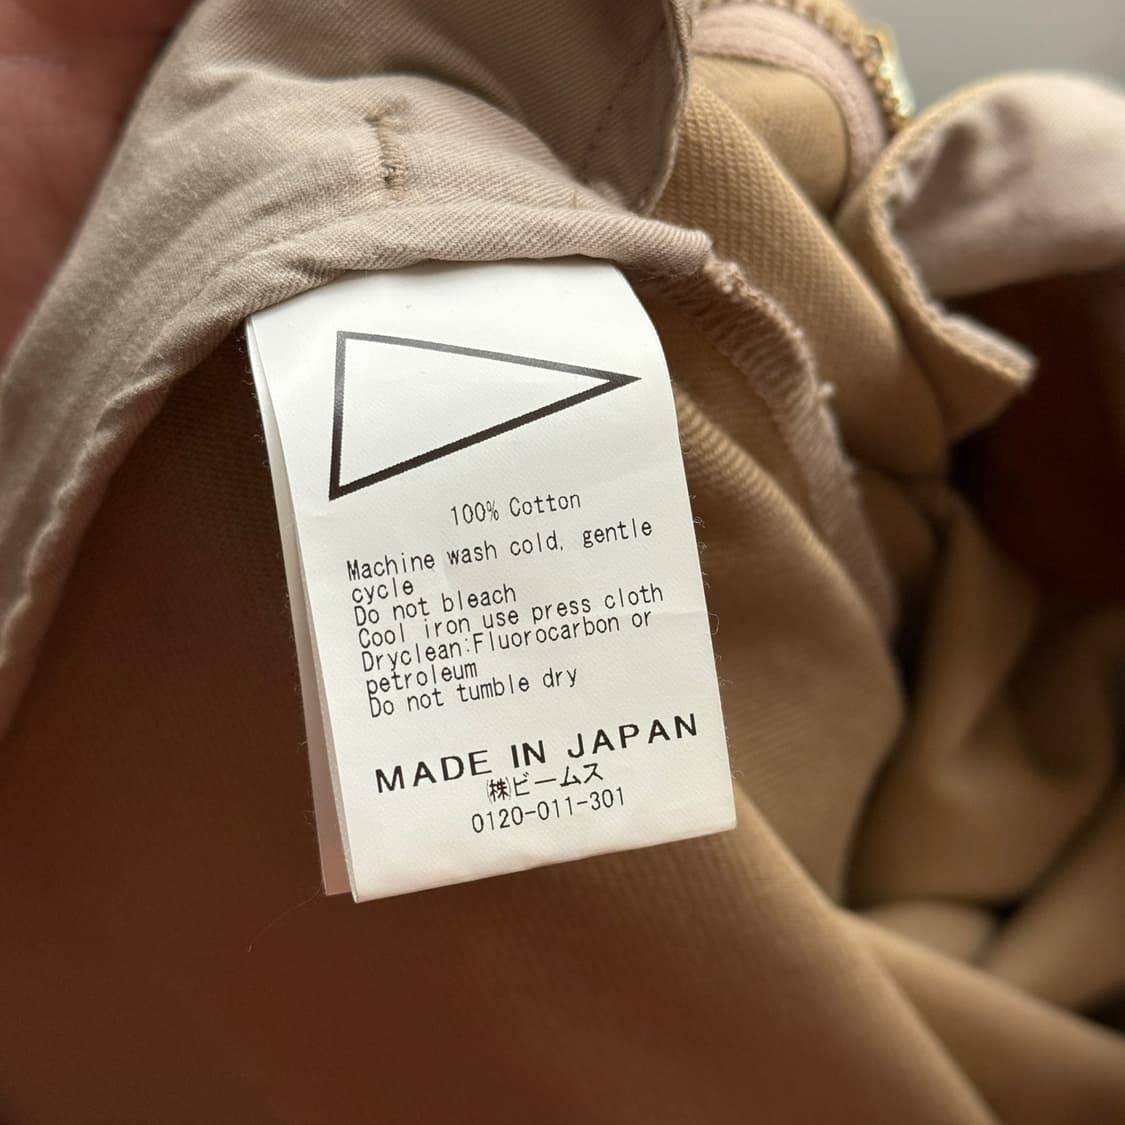 100% Cotton
Machine wash cold, gentle
cycle
Do not bleach
Cool iron use press cloth
Dryclean:Fluorocarbon or
petroleum
Do not tumble dry
MADE IN JAPAN
㈱ビームス
0120-011-301